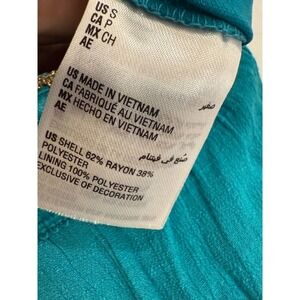 US S
CA P
MX CH
AE صغير
US MADE IN VIETNAM
CA FABRIQUÉ AU VIETNAM
MX HECHO EN VIETNAM
AE صنع في فيتنام
US SHELL 62% RAYON 38%
POLYESTER
LINING 100% POLYESTER
EXCLUSIVE OF DECORATION